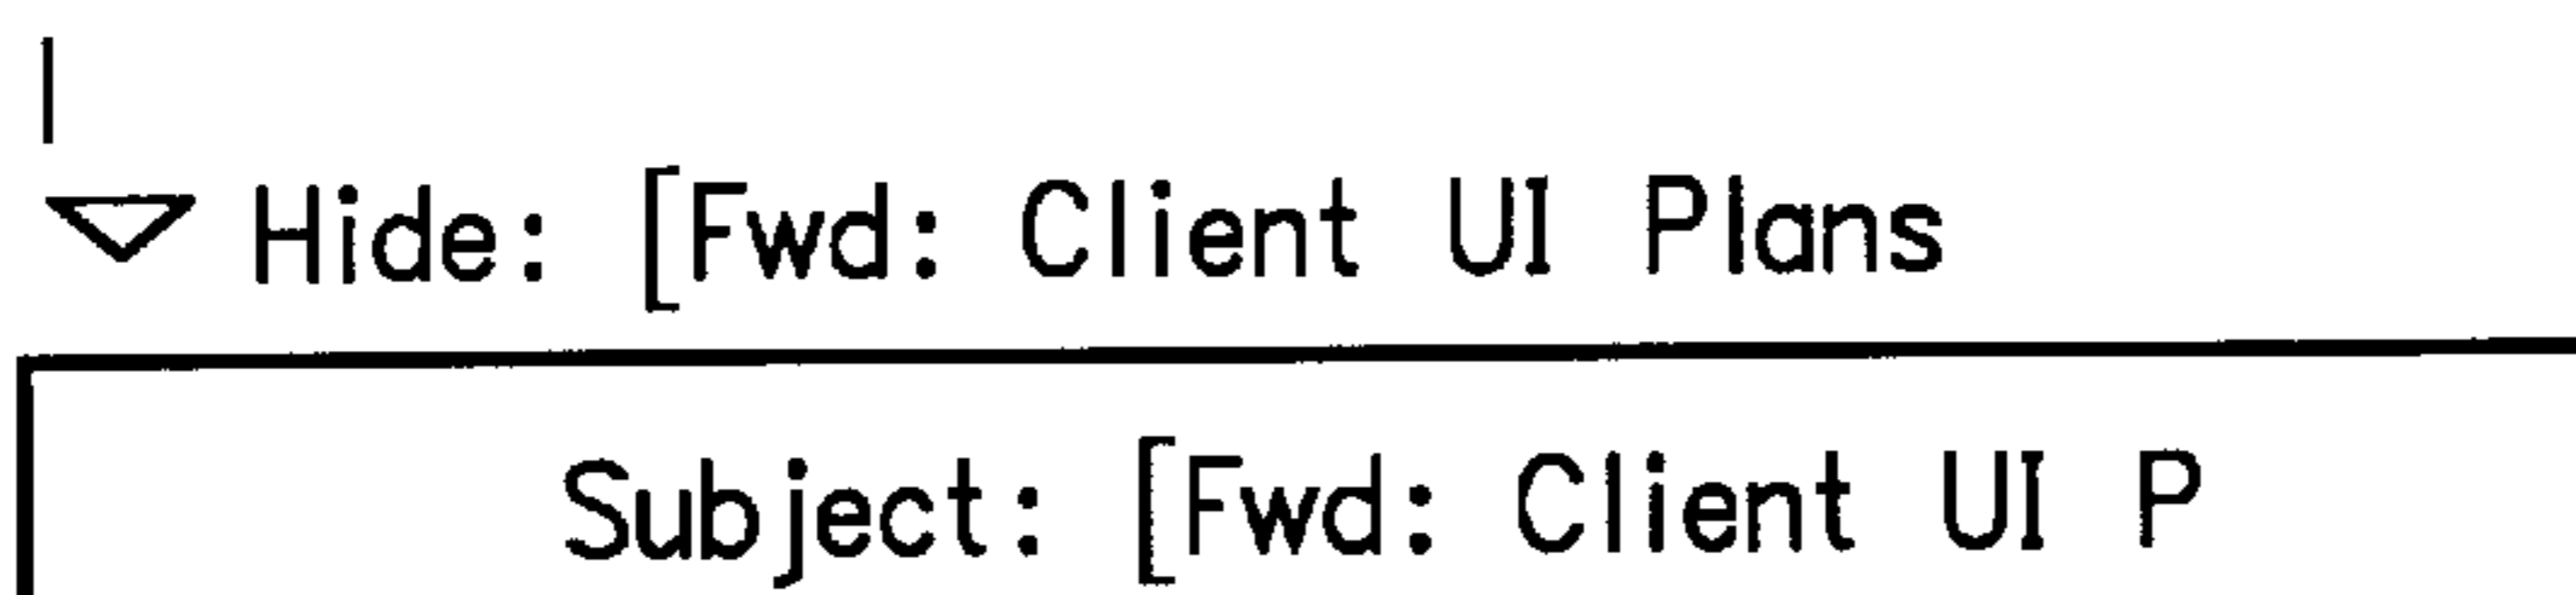 Hide: [Fwd: Client UI Plans
Subject: [Fwd: Client UI P